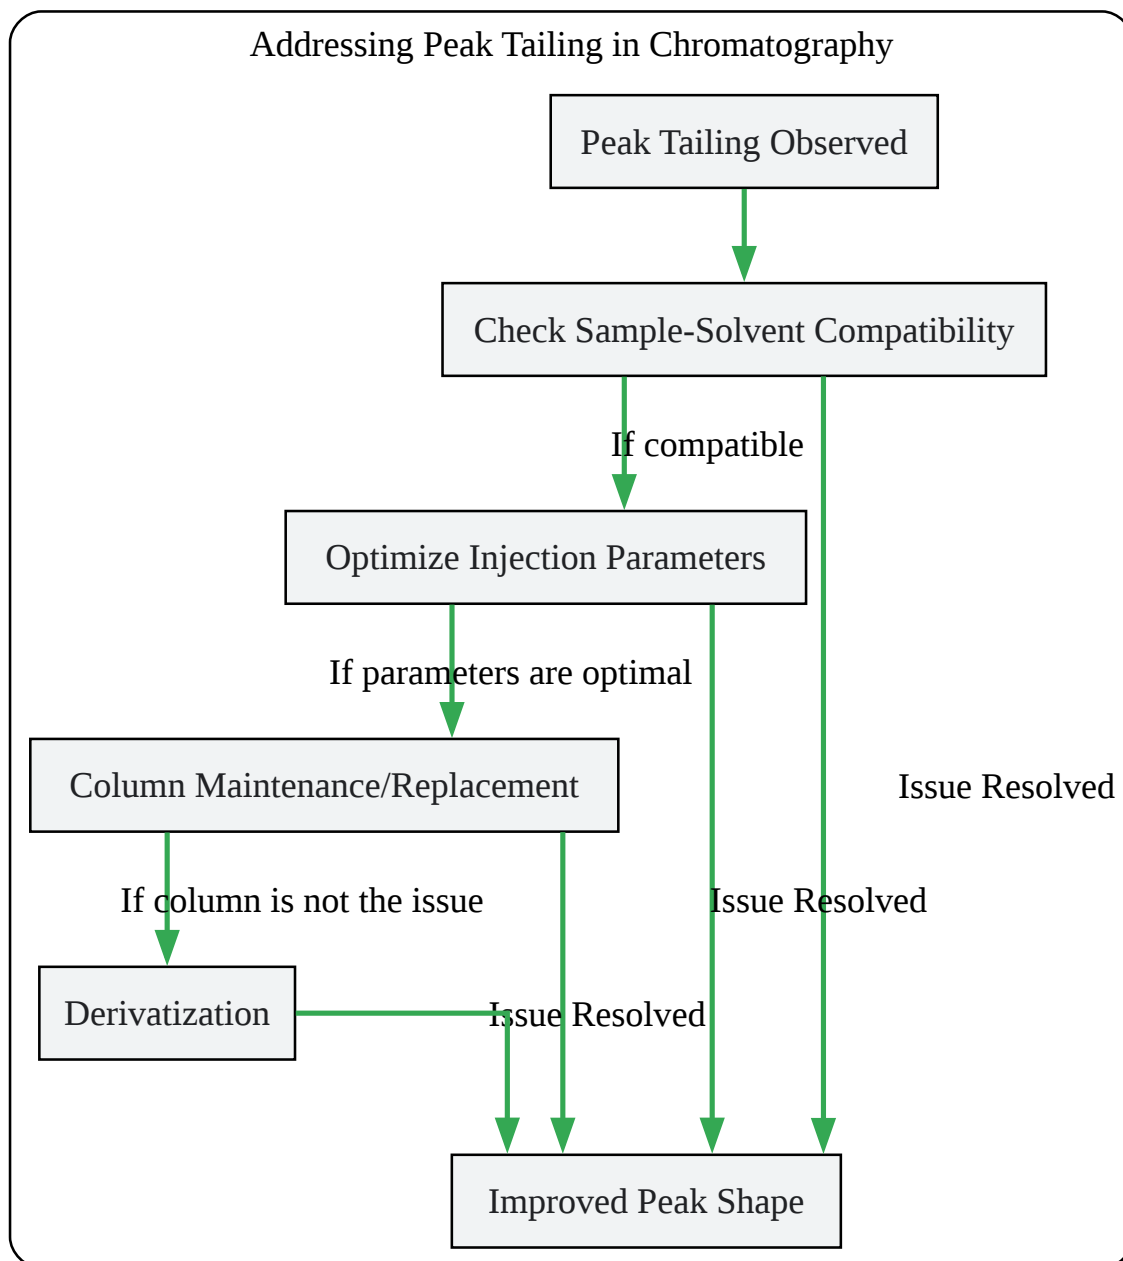 Addressing Peak Tailing in Chromatography
Peak Tailing Observed
Check Sample-Solvent Compatibility
If compatible
Optimize Injection Parameters
If parameters are optimal
Column Maintenance/Replacement
Issue Resolved
If column is not the issue
Issue Resolved
Derivatization
Issue Resolved
Improved Peak Shape